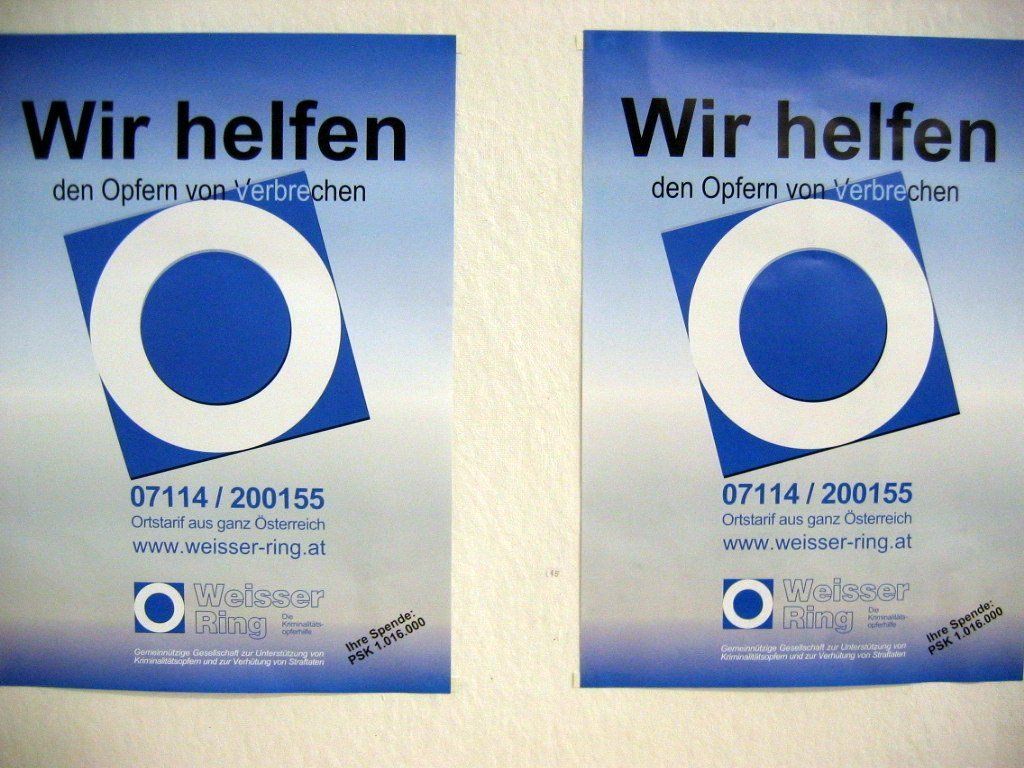 Wir helfen
den Opfern von Verbrechen
07114 / 200155
Ortstarif aus ganz Österreich
www.weisser-ring.at
Weisser
Ring
Die
Kriminalitäts-
opferhilfe
Ihre Spende:
PSK 1.016.000
Gemeinnützige Gesellschaft zur Unterstützung von
Kriminalitätsopfern und zur Verhütung von Straftaten
Wir helfen
den Opfern von Verbrechen
07114 / 200155
Ortstarif aus ganz Österreich
www.weisser-ring.at
Weisser
Ring
Die
Kriminalitäts-
opferhilfe
Ihre Spende:
PSK 1.016.000
Gemeinnützige Gesellschaft zur Unterstützung von
Kriminalitätsopfern und zur Verhütung von Straftaten